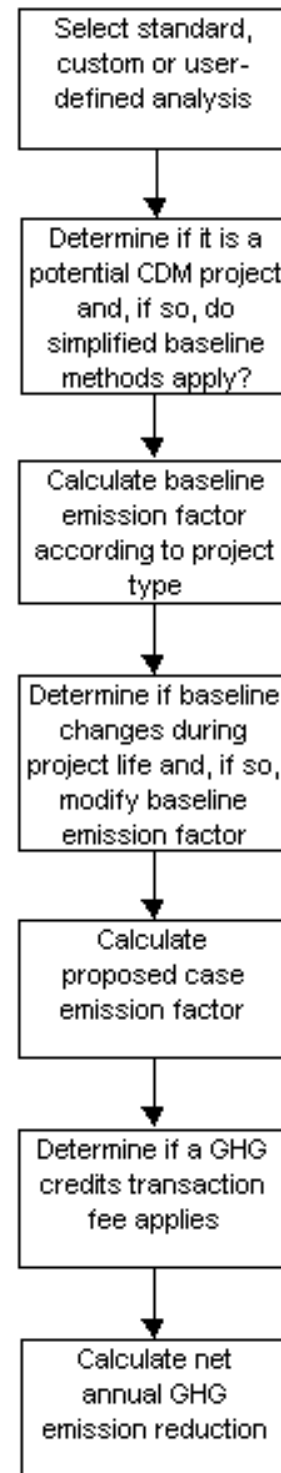 Select standard,
custom or user-
defined analysis
Determine if it is a
potential CDM project
and, if so, do
simplified baseline
methods apply?
Calculate baseline
emission factor
according to project
type
Determine if baseline
changes during
project life and, if so,
modify baseline
emission factor
Calculate
proposed case
emission factor
Determine if a GHG
credits transaction
fee applies
Calculate net
annual GHG
emission reduction